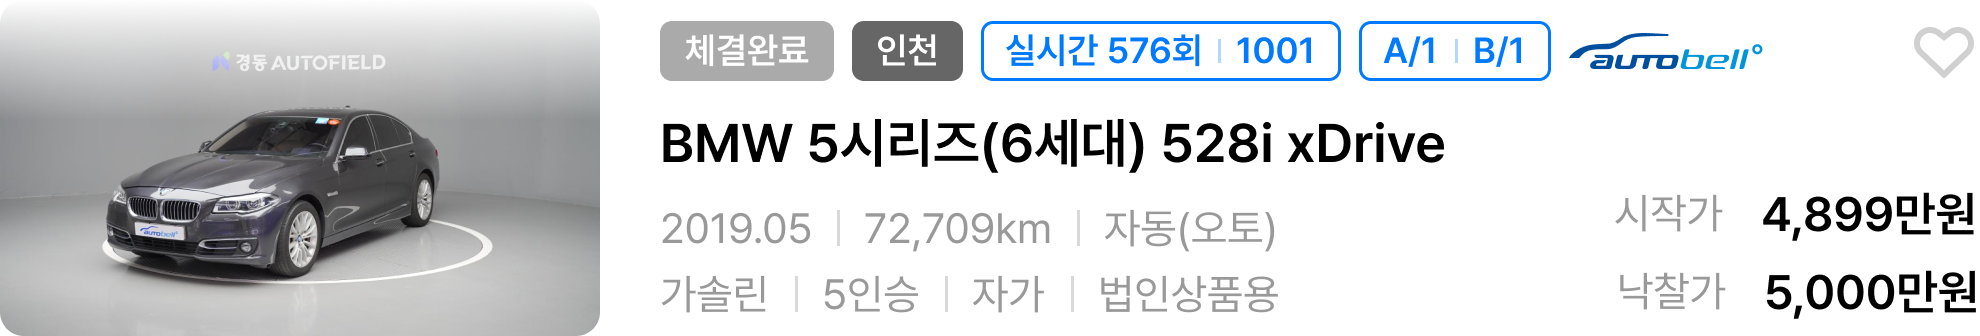 경동 AUTOFIELD
autobell
체결완료 인천 실시간 576회 | 1001 A/1 | B/1 autobell
BMW 5시리즈(6세대) 528i xDrive
2019.05 | 72,709km | 자동(오토)
가솔린 | 5인승 | 자가 | 법인상품용
시작가 4,899만원
낙찰가 5,000만원